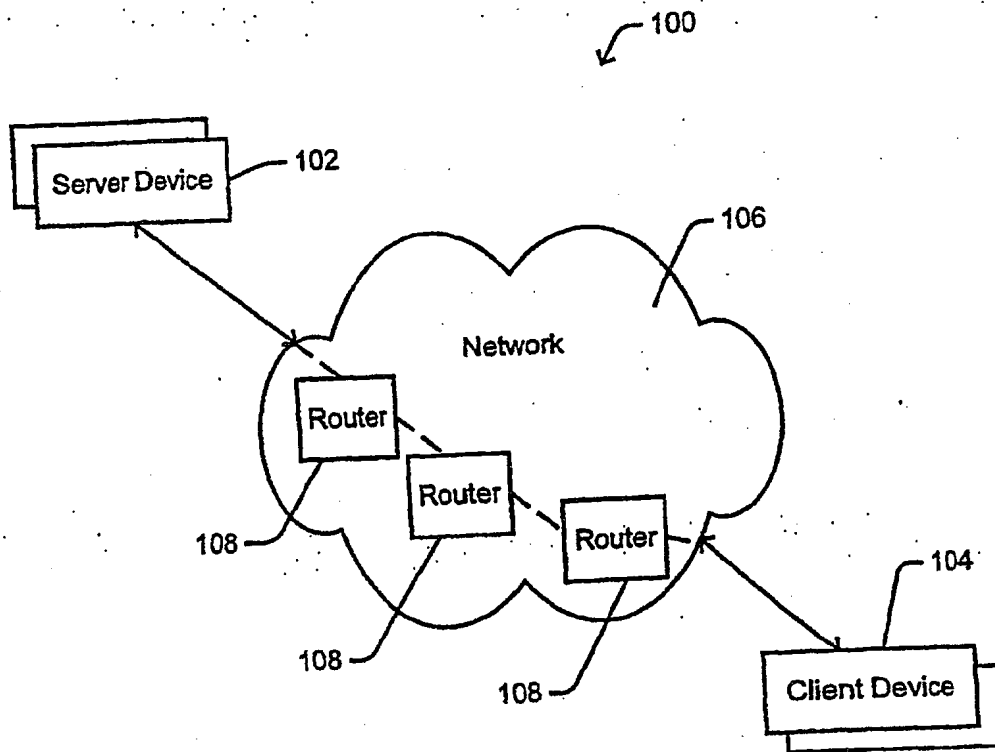 100
Server Device
102
106
Network
Router
Router
Router
108
108
108
104
Client Device